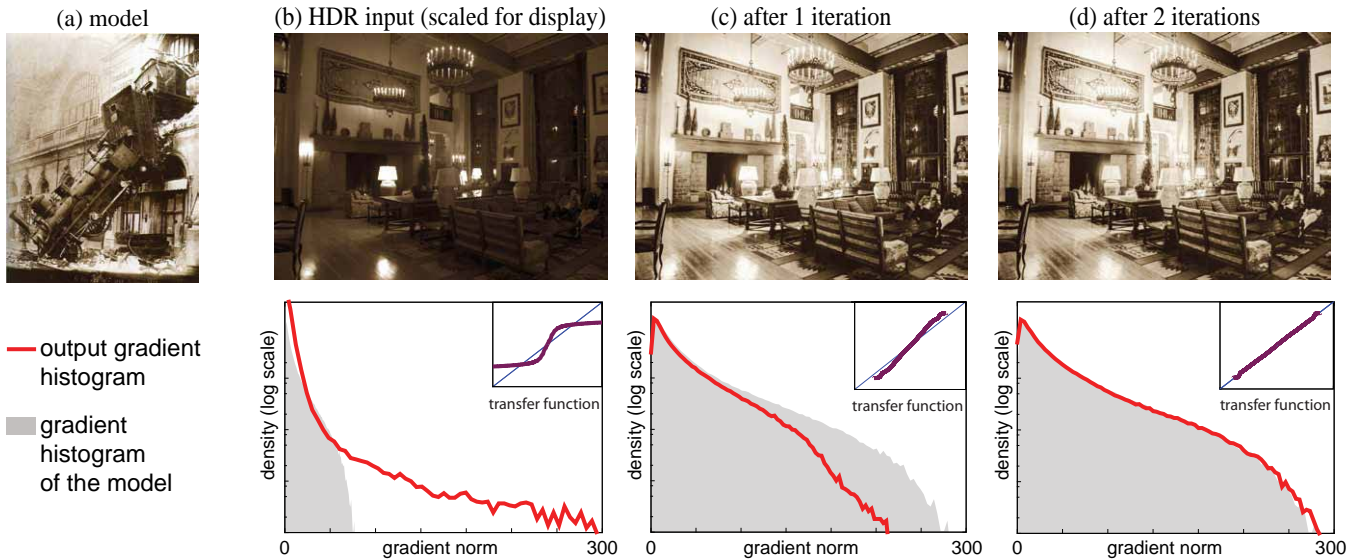 (a) model
(b) HDR input (scaled for display)
(c) after 1 iteration
(d) after 2 iterations
output gradient
histogram
gradient
histogram
of the model
density (log scale)
transfer function
0
gradient norm
300
density (log scale)
transfer function
0
gradient norm
300
density (log scale)
transfer function
0
gradient norm
300